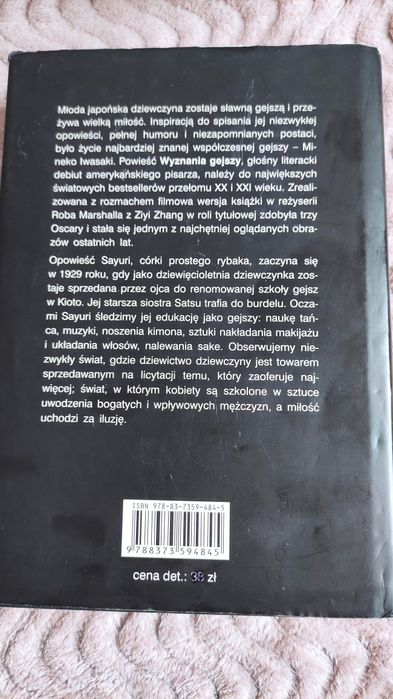 Młoda japońska dziewczyna zostaje sławną gejszą i prze-
żywa wielką miłość. Inspiracją do spisania jej niezwykłej
opowieści, pełnej humoru i niezapomnianych postaci,
było życie najbardziej znanej współczesnej gejszy – Mi-
neko Iwasaki. Powieść Wyznania gejszy, głośny literacki
debiut amerykańskiego pisarza, należy do największych
światowych bestsellerów przełomu XX i XXI wieku. Zreali-
zowana z rozmachem filmowa wersja książki w reżyserii
Roba Marshalla z Ziyi Zhang w roli tytułowej zdobyła trzy
Oscary i stała się jednym z najchętniej oglądanych obra-
zów ostatnich lat.
Opowieść Sayuri, córki prostego rybaka, zaczyna się
w 1929 roku, gdy jako dziewięcioletnia dziewczynka zos-
taje sprzedana przez ojca do renomowanej szkoły gejsz
w Kioto. Jej starsza siostra Satsu trafia do burdelu. Ocza-
mi Sayuri śledzimy jej edukację jako gejszy: naukę tań-
ca, muzyki, noszenia kimona, sztuki nakładania makijażu
i układania włosów, nalewania sake. Obserwujemy nie-
zwykły świat, gdzie dziewictwo dziewczyny jest towarem
sprzedawanym na licytacji temu, który zaoferuje naj-
więcej; świat, w którym kobiety są szkolone w sztuce
uwodzenia bogatych i wpływowych mężczyzn, a miłość
uchodzi za iluzję.
ISBN 978-83-7359-484-5
9 788373 594845
cena det.: 38 zł